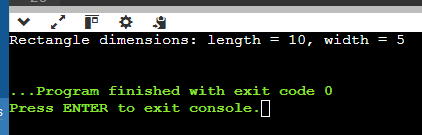 Rectangle dimensions: length = 10, width = 5
...Program finished with exit code 0
Press ENTER to exit console.